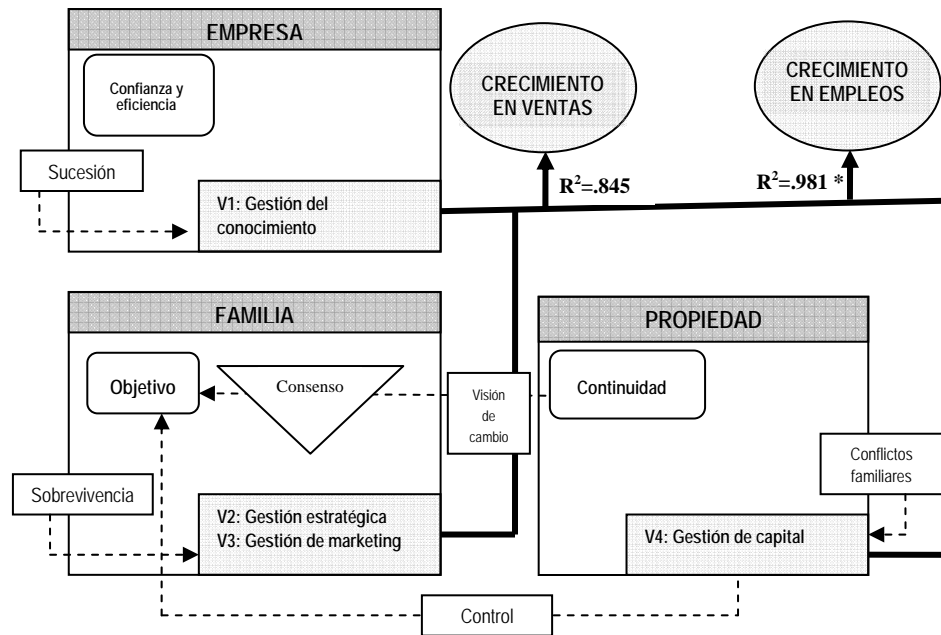 EMPRESA
Confianza y
eficiencia
Sucesión
V1: Gestión del
conocimiento
CRECIMIENTO
EN VENTAS
CRECIMIENTO
EN EMPLEOS
R²=.845
R²=.981 *
FAMILIA
Objetivo
Consenso
Visión
de
cambio
Sobrevivencia
V2: Gestión estratégica
V3: Gestión de marketing
PROPIEDAD
Continuidad
Conflictos
familiares
V4: Gestión de capital
Control